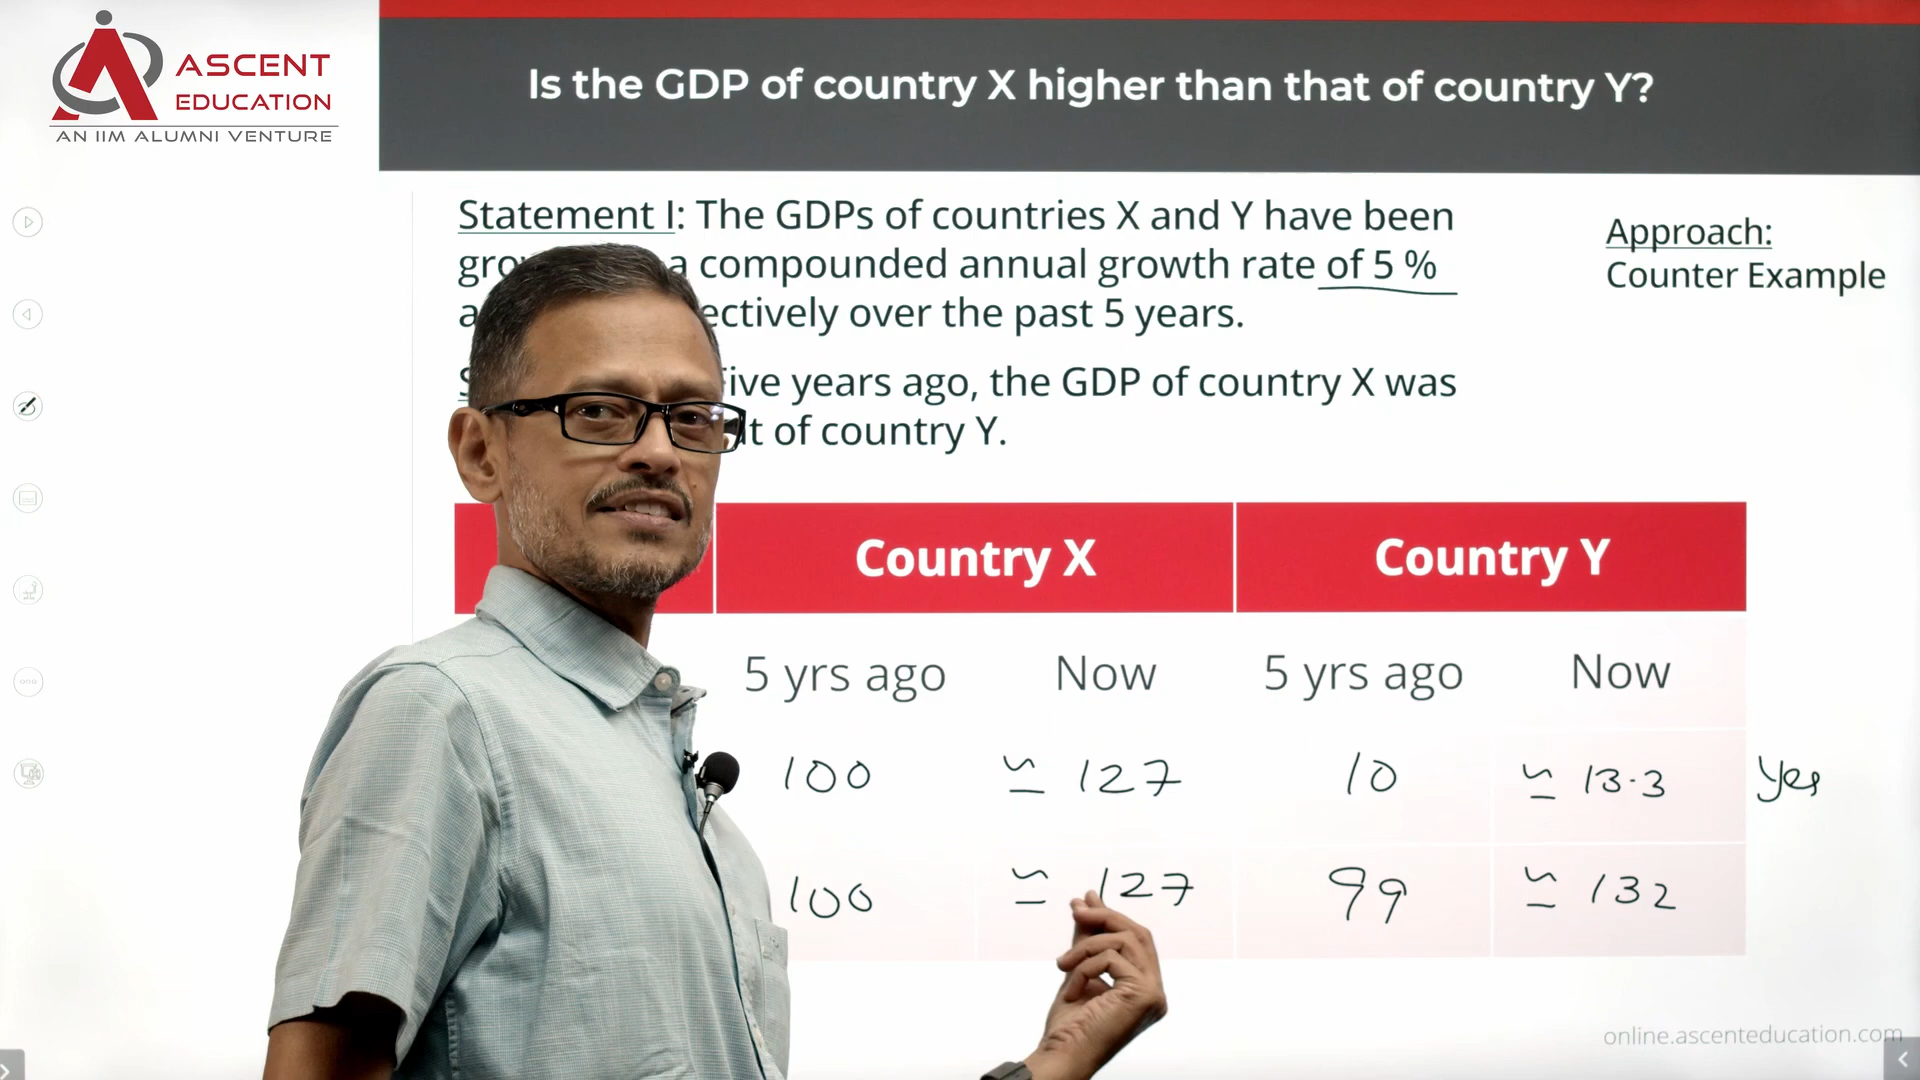 ASCENT
EDUCATION
AN IIM ALUMNI VENTURE
Is the GDP of country X higher than that of country Y?
Statement I: The GDPs of countries X and Y have been
a compounded annual growth rate of 5 %
over the past 5 years.
years ago, the GDP of country X was
of country Y.
Approach:
Counter Example
Country X Country Y
5 yrs ago Now 5 yrs ago Now
100 ≃ 127 10 ≃ 13.3 Yes
100 ≃ 127 99 ≃ 132
online.ascenteducation.com